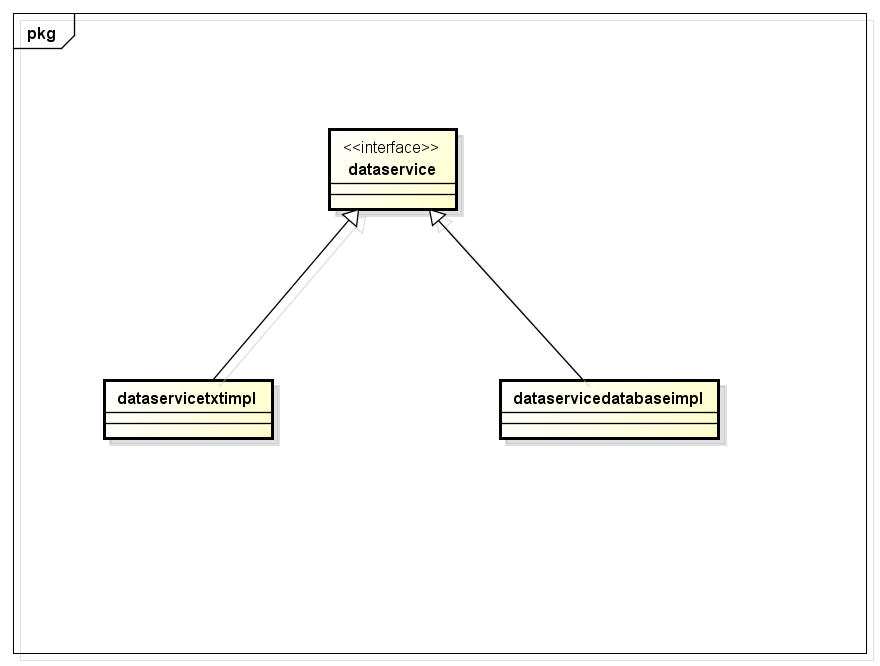 pkg
<<interface>>
dataservice
dataservicetxtimpl
dataservicedatabaseimpl